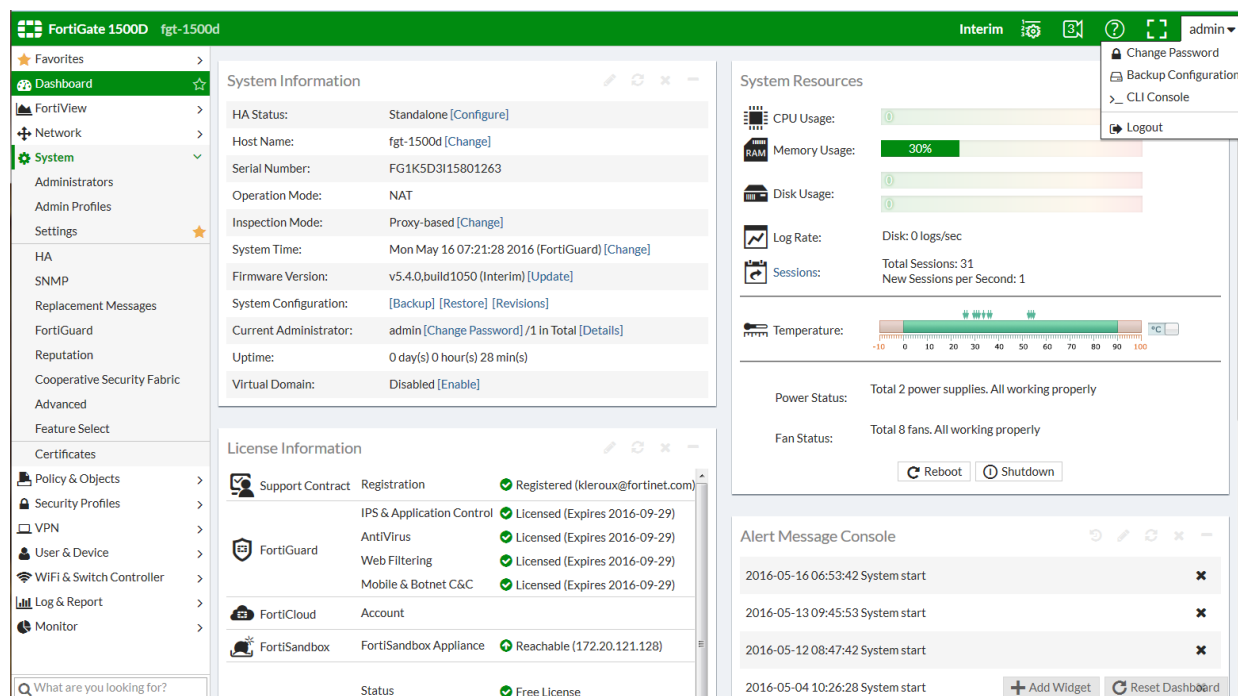 FortiGate 1500D fgt-1500d
Interim
3
admin
Change Password
Backup Configuration
CLI Console
Logout
Favorites
Dashboard
FortiView
Network
System
Administrators
Admin Profiles
Settings
HA
SNMP
Replacement Messages
FortiGuard
Reputation
Cooperative Security Fabric
Advanced
Feature Select
Certificates
Policy & Objects
Security Profiles
VPN
User & Device
WiFi & Switch Controller
Log & Report
Monitor
What are you looking for?
System Information
HA Status: Standalone [Configure]
Host Name: fgt-1500d [Change]
Serial Number: FG1K5D3I15801263
Operation Mode: NAT
Inspection Mode: Proxy-based [Change]
System Time: Mon May 16 07:21:28 2016 (FortiGuard) [Change]
Firmware Version: v5.4.0,build1050 (Interim) [Update]
System Configuration: [Backup] [Restore] [Revisions]
Current Administrator: admin [Change Password] /1 in Total [Details]
Uptime: 0 day(s) 0 hour(s) 28 min(s)
Virtual Domain: Disabled [Enable]
License Information
Support Contract Registration Registered (kleroux@fortinet.com)
IPS & Application Control Licensed (Expires 2016-09-29)
AntiVirus Licensed (Expires 2016-09-29)
FortiGuard
Web Filtering Licensed (Expires 2016-09-29)
Mobile & Botnet C&C Licensed (Expires 2016-09-29)
FortiCloud Account
FortiSandbox FortiSandbox Appliance Reachable (172.20.121.128)
Status Free License
System Resources
CPU Usage: 0
RAM Memory Usage: 30%
Disk Usage: 0
0
Log Rate: Disk: 0 logs/sec
Sessions: Total Sessions: 31
New Sessions per Second: 1
Temperature: °C
-10 0 10 20 30 40 50 60 70 80 90 100
Power Status: Total 2 power supplies. All working properly
Fan Status: Total 8 fans. All working properly
Reboot Shutdown
Alert Message Console
2016-05-16 06:53:42 System start
2016-05-13 09:45:53 System start
2016-05-12 08:47:42 System start
2016-05-04 10:26:28 System start
Add Widget Reset Dashboard